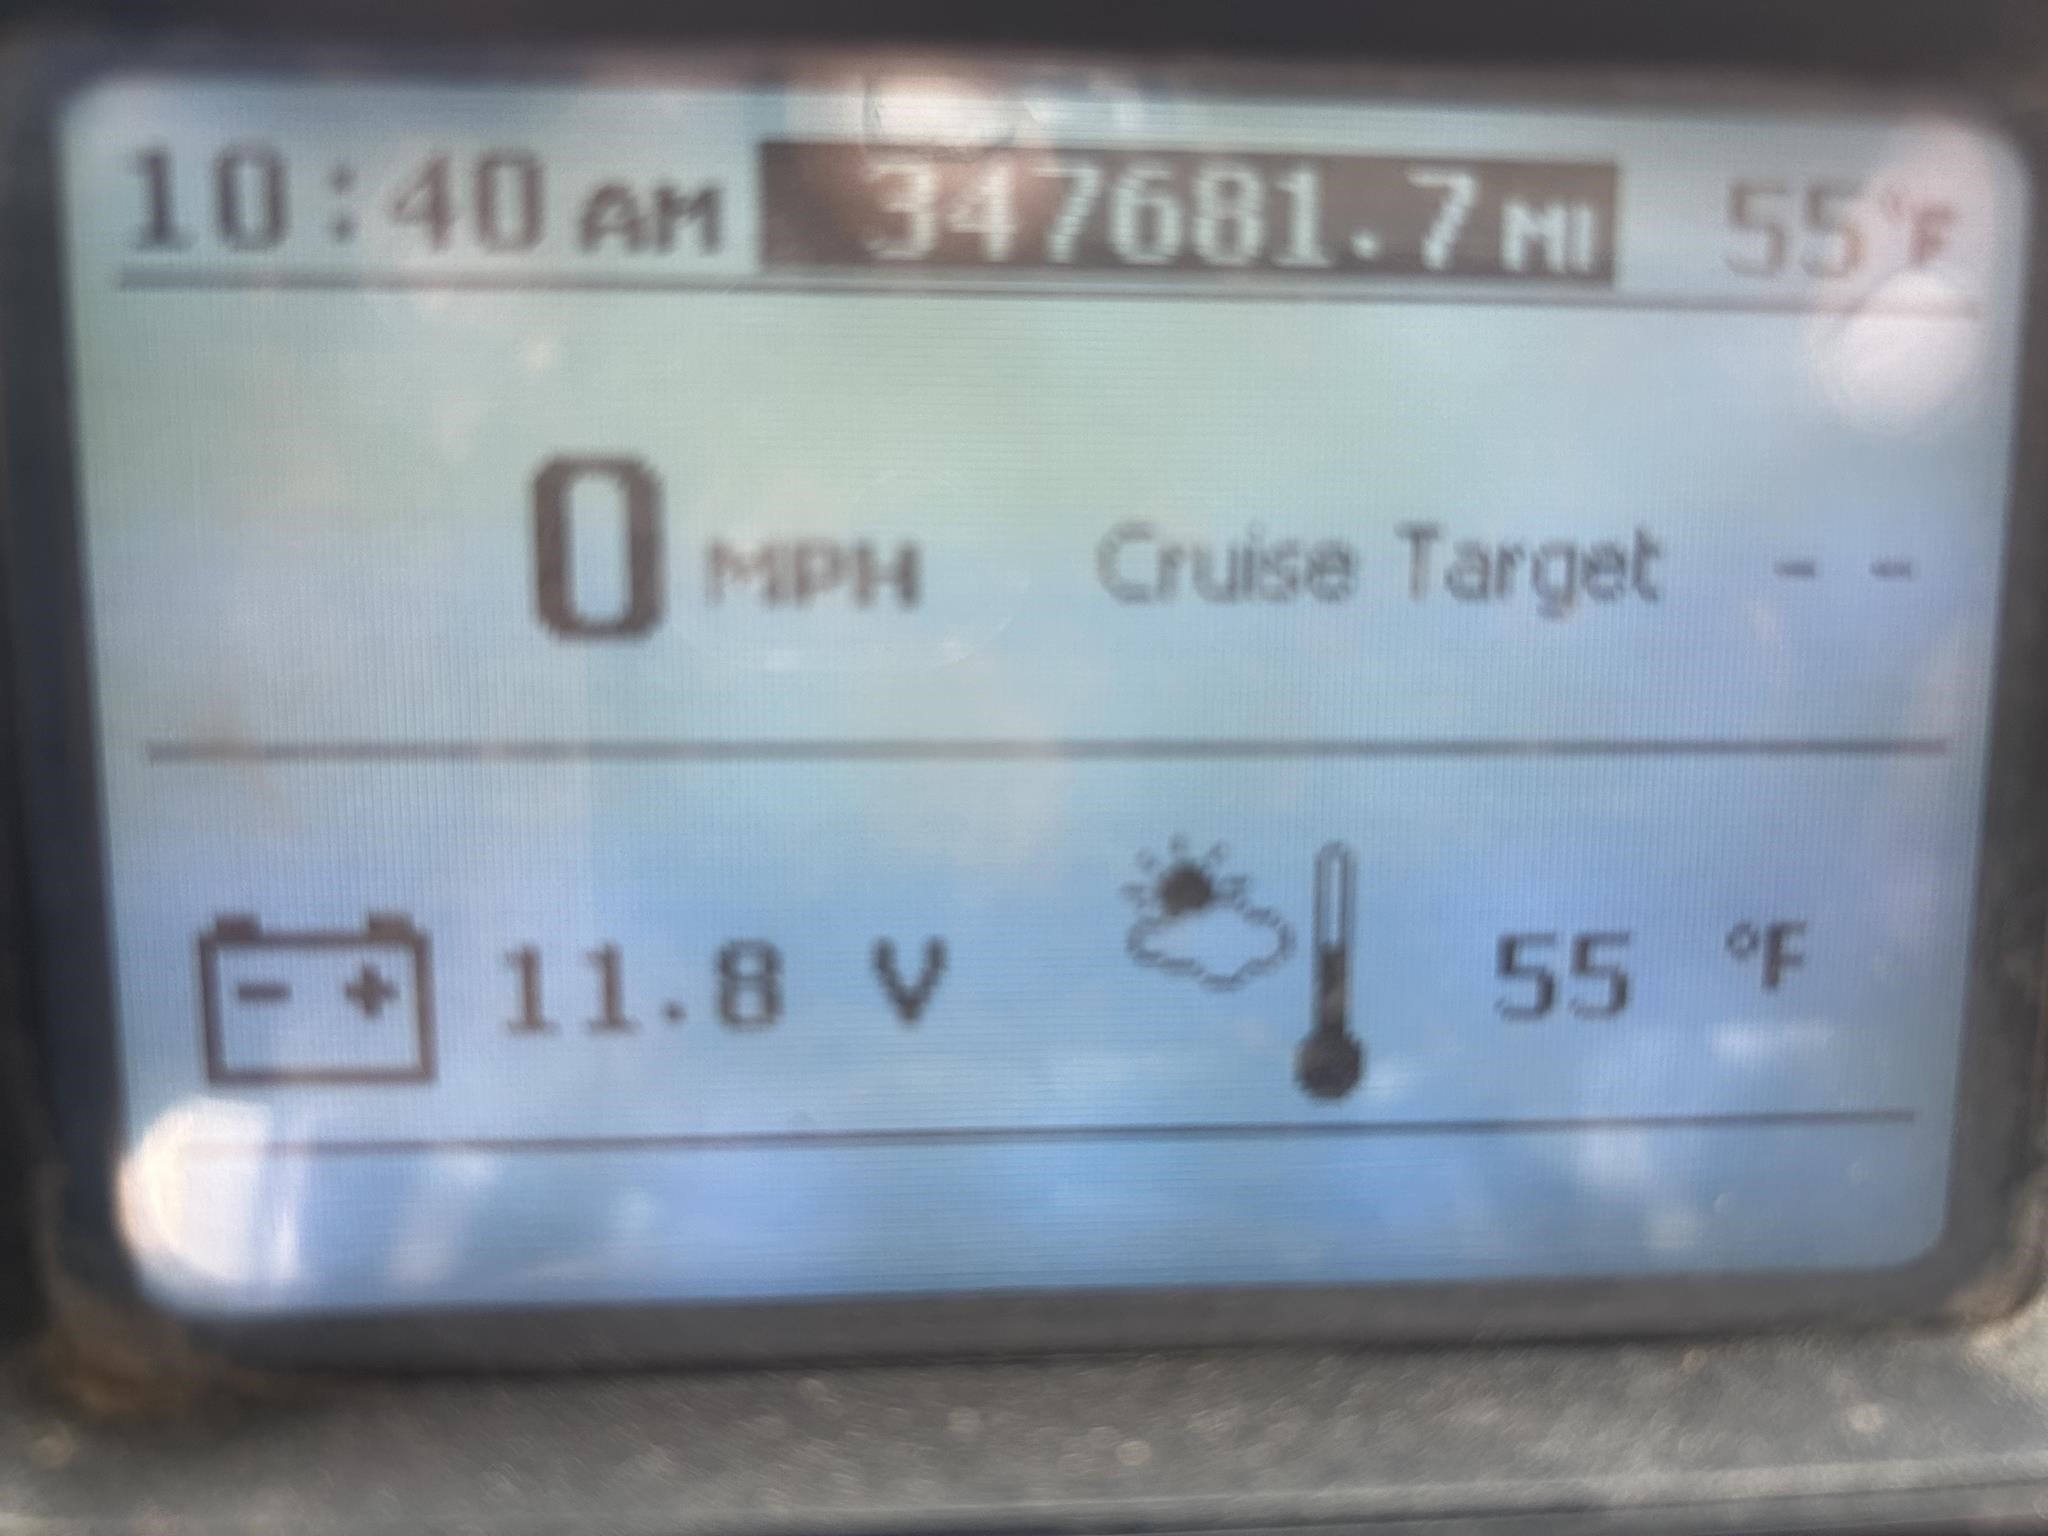 10:40 AM 347681.7 MI 55°F
0 MPH Cruise Target - -
- + 11.8 V 55 °F